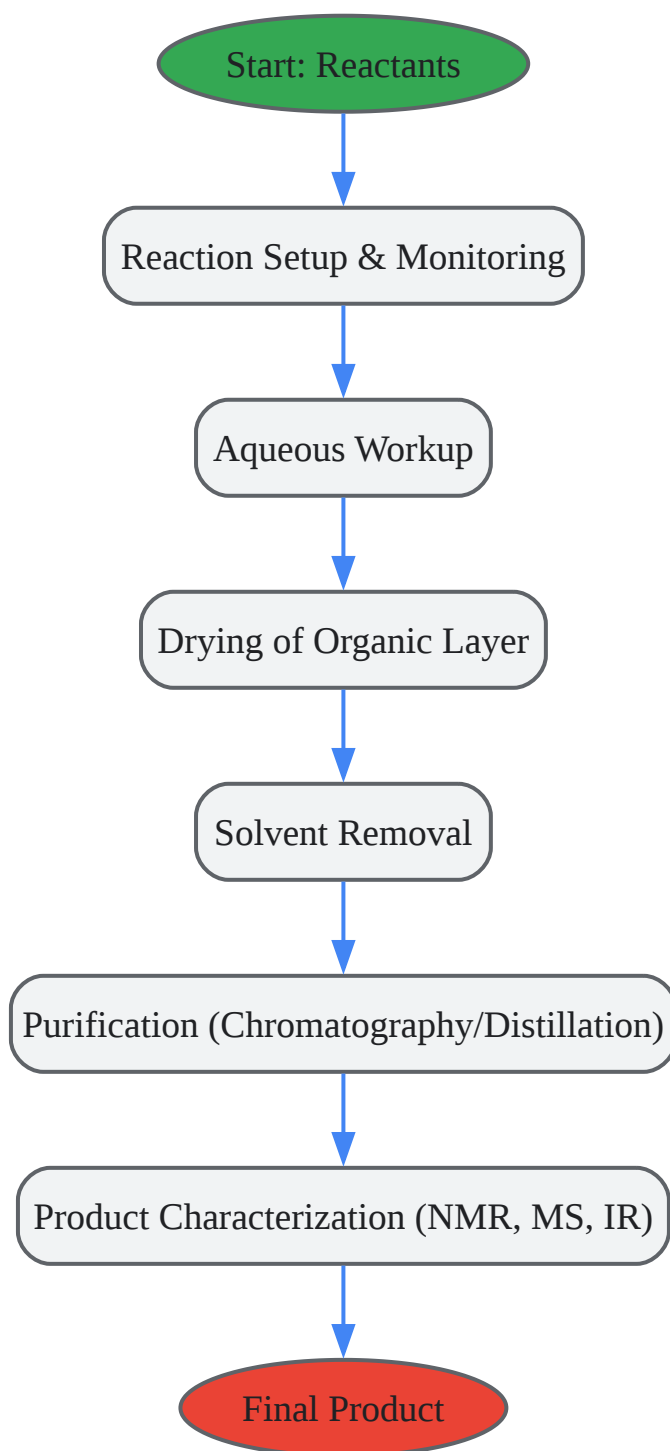 Start: Reactants
Reaction Setup & Monitoring
Aqueous Workup
Drying of Organic Layer
Solvent Removal
Purification (Chromatography/Distillation)
Product Characterization (NMR, MS, IR)
Final Product